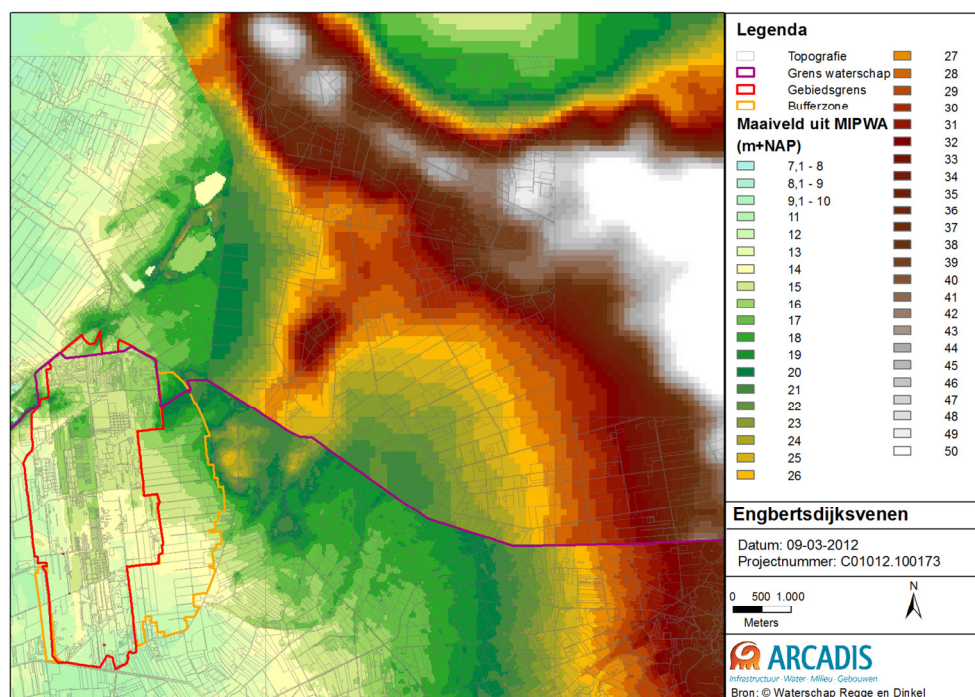 Legenda
Topografie
Grens waterschap
Gebiedsgrens
Bufferzone
Maaiveld uit MIPWA
(m+NAP)
7,1 - 8
8,1 - 9
9,1 - 10
11
12
13
14
15
16
17
18
19
20
21
22
23
24
25
26
27
28
29
30
31
32
33
34
35
37
38
39
40
41
42
43
44
45
46
47
48
49
50
Engbertsdijksvenen
Datum: 09-03-2012
Projectnummer: C01012.100173
0 500 1.000
Meters
N
ARCADIS
Infrastructuur · Water · Milieu · Gebouwen
Bron: © Waterschap Regge en Dinkel